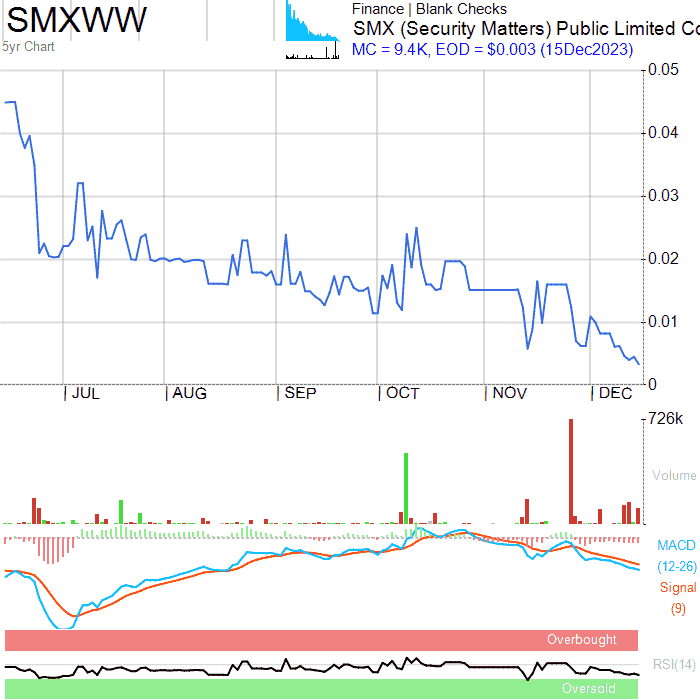 SMXWW
5yr Chart
Finance | Blank Checks
SMX (Security Matters) Public Limited Co
MC = 9.4K, EOD = $0.003 (15Dec2023)
0.05
0.04
0.03
0.02
0.01
0
JUL AUG SEP OCT NOV DEC
726k
Volume
MACD
(12-26)
Signal
(9)
Overbought
RSI(14)
Oversold